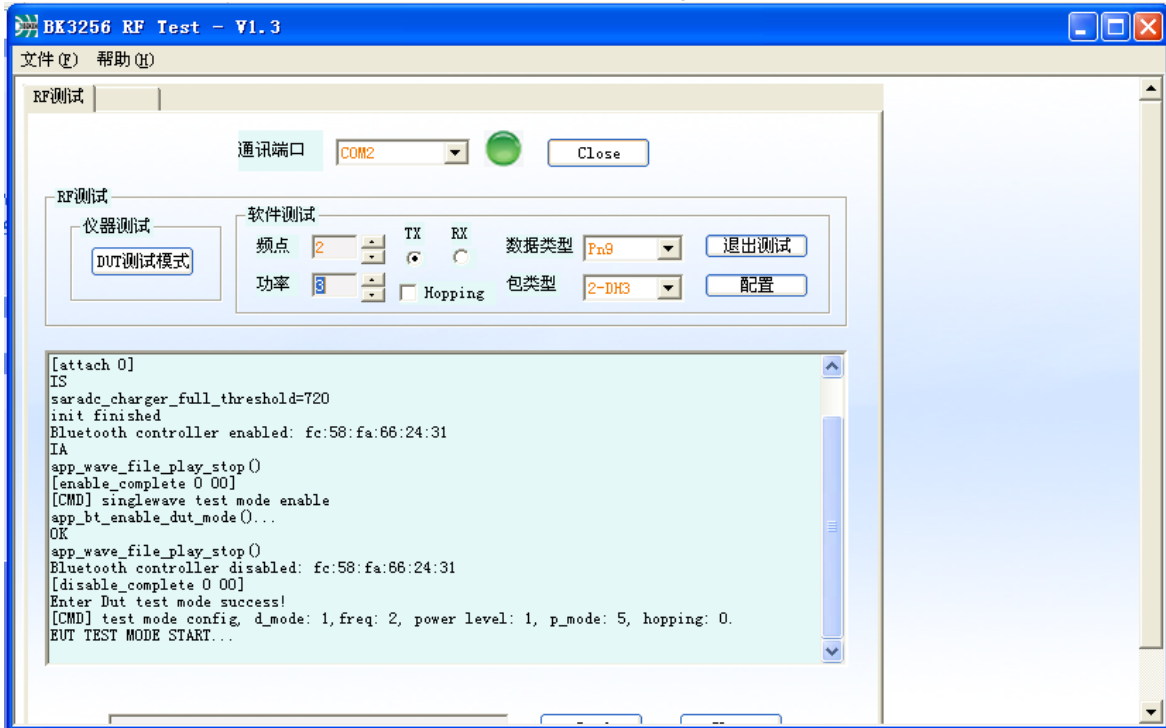 BK3256 RF Test - V1.3
文件(F) 帮助(H)
RF测试
通讯端口 COM2 Close
RF测试
仪器测试 软件测试
频点 2 TX RX 数据类型 Pn9 退出测试
DUT测试模式
功率 3 Hopping 包类型 2-DH3 配置
[attach 0]
IS
saradc_charger_full_threshold=720
init finished
Bluetooth controller enabled: fc:58:fa:66:24:31
IA
app_wave_file_play_stop()
[enable_complete 0 00]
[CMD] singlewave test mode enable
app_bt_enable_dut_mode()...
OK
app_wave_file_play_stop()
Bluetooth controller disabled: fc:58:fa:66:24:31
[disable_complete 0 00]
Enter Dut test mode success!
[CMD] test mode config, d_mode: 1,freq: 2, power level: 1, p_mode: 5, hopping: 0.
EUT TEST MODE START...